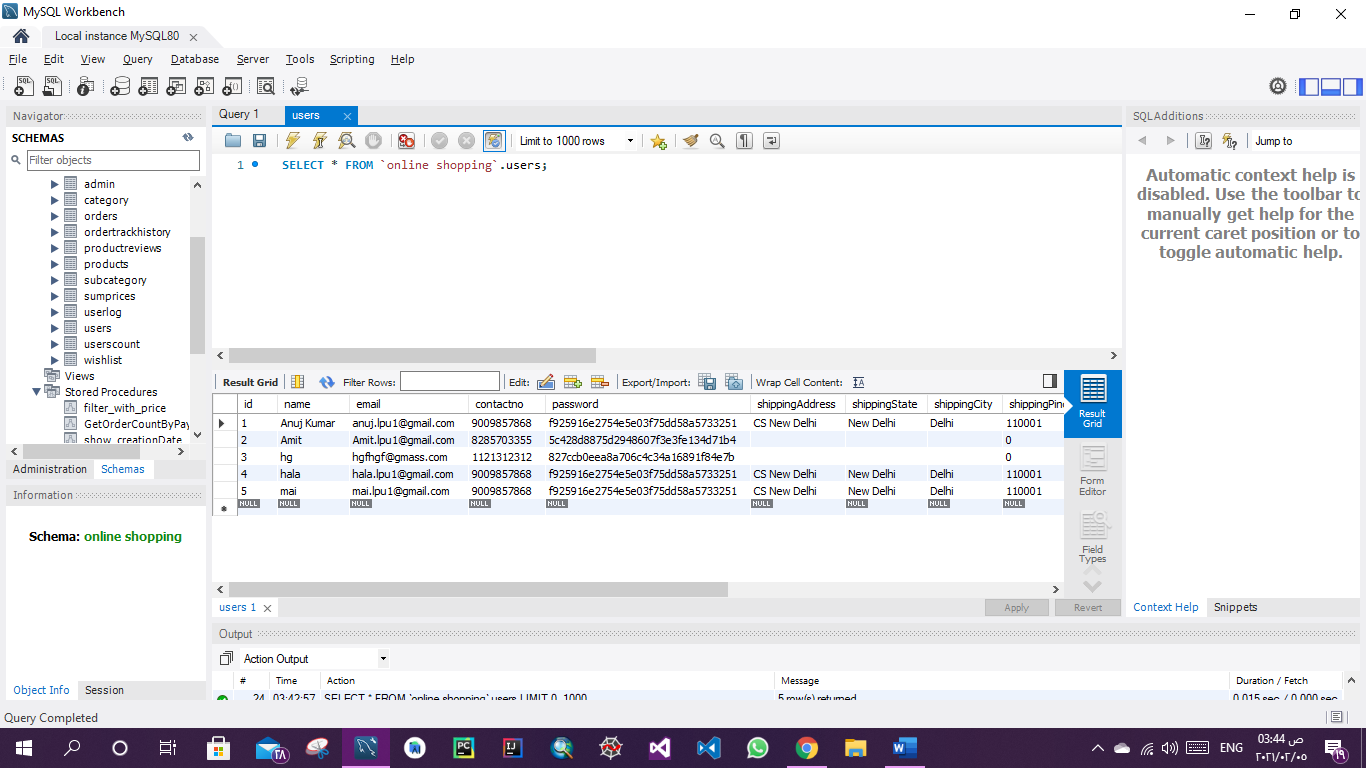 MySQL Workbench
Local instance MySQL80
File Edit View Query Database Server Tools Scripting Help
Navigator
SCHEMAS
Filter objects
admin
category
orders
ordertrackhistory
productreviews
products
subcategory
sumprices
userlog
users
userscount
wishlist
Views
Stored Procedures
filter_with_price
GetOrderCountByPay
show_creationDate
Administration Schemas
Information
Schema: online shopping
Object Info Session
Query 1 users
Limit to 1000 rows
1 SELECT * FROM `online shopping`.users;
Result Grid Filter Rows: Edit: Export/Import: Wrap Cell Content:
id name email contactno password shippingAddress shippingState shippingCity shippingPin
1 Anuj Kumar anuj.lpu1@gmail.com 9009857868 f925916e2754e5e03f75dd58a5733251 CS New Delhi New Delhi Delhi 110001
2 Amit Amit.lpu1@gmail.com 8285703355 5c428d8875d2948607f3e3fe134d71b4 0
3 hg hgfhgf@gmass.com 1121312312 827ccb0eea8a706c4c34a16891f84e7b 0
4 hala hala.lpu1@gmail.com 9009857868 f925916e2754e5e03f75dd58a5733251 CS New Delhi New Delhi Delhi 110001
5 mai mai.lpu1@gmail.com 9009857868 f925916e2754e5e03f75dd58a5733251 CS New Delhi New Delhi Delhi 110001
NULL NULL NULL NULL NULL NULL NULL NULL NULL
Result
Grid
Form
Editor
Field
Types
users 1
Apply Revert
SQLAdditions
Jump to
Automatic context help is
disabled. Use the toolbar to
manually get help for the
current caret position or to
toggle automatic help.
Context Help Snippets
Output
Action Output
# Time Action Message Duration / Fetch
24 03:42:57 SELECT * FROM `online shopping`.users LIMIT 0, 1000 5 row(s) returned 0.015 sec / 0.000 sec
Query Completed
٢٨
ENG
03:44 ص
٢٠٢١/٠٢/٠٥
١٩